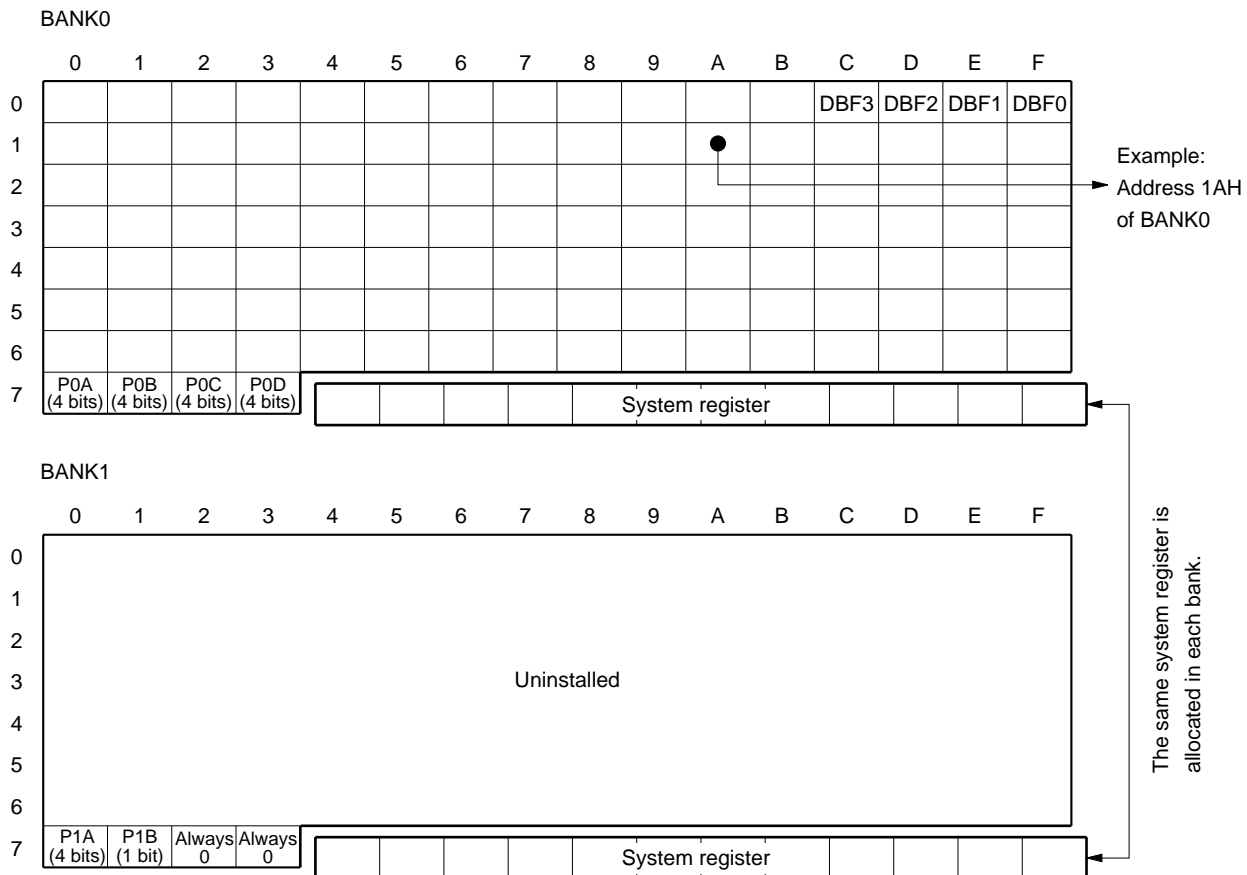 BANK0
0 1 2 3 4 5 6 7 8 9 A B C D E F
0 DBF3 DBF2 DBF1 DBF0
1
2
3
4
5
6
7 P0A (4 bits) P0B (4 bits) P0C (4 bits) P0D (4 bits) System register
Example:
Address 1AH
of BANK0
BANK1
0 1 2 3 4 5 6 7 8 9 A B C D E F
0
1
2
3 Uninstalled
4
5
6
7 P1A (4 bits) P1B (1 bit) Always 0 Always 0 System register
The same system register is
allocated in each bank.